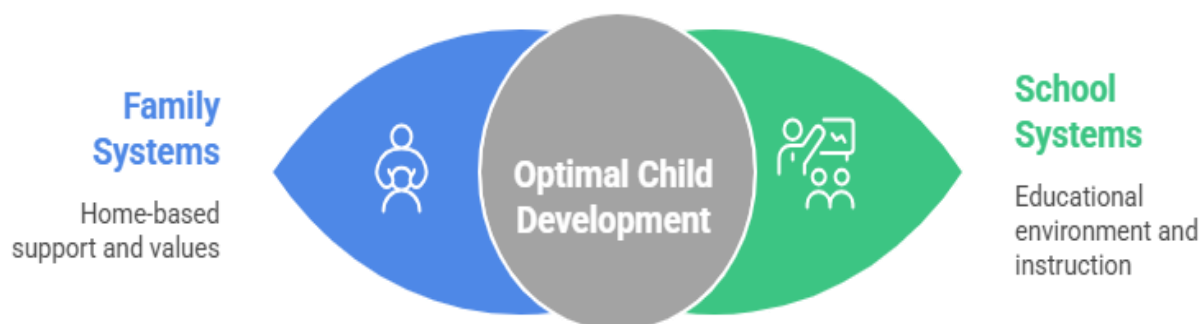 Family
Systems
Home-based
support and values
Optimal Child
Development
School
Systems
Educational
environment and
instruction